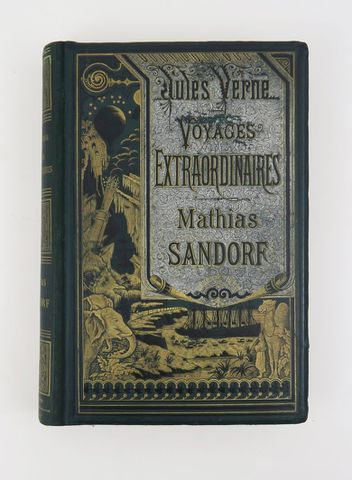 Jules Verne
VOYAGES
EXTRAORDINAIRES
Mathias
SANDORF